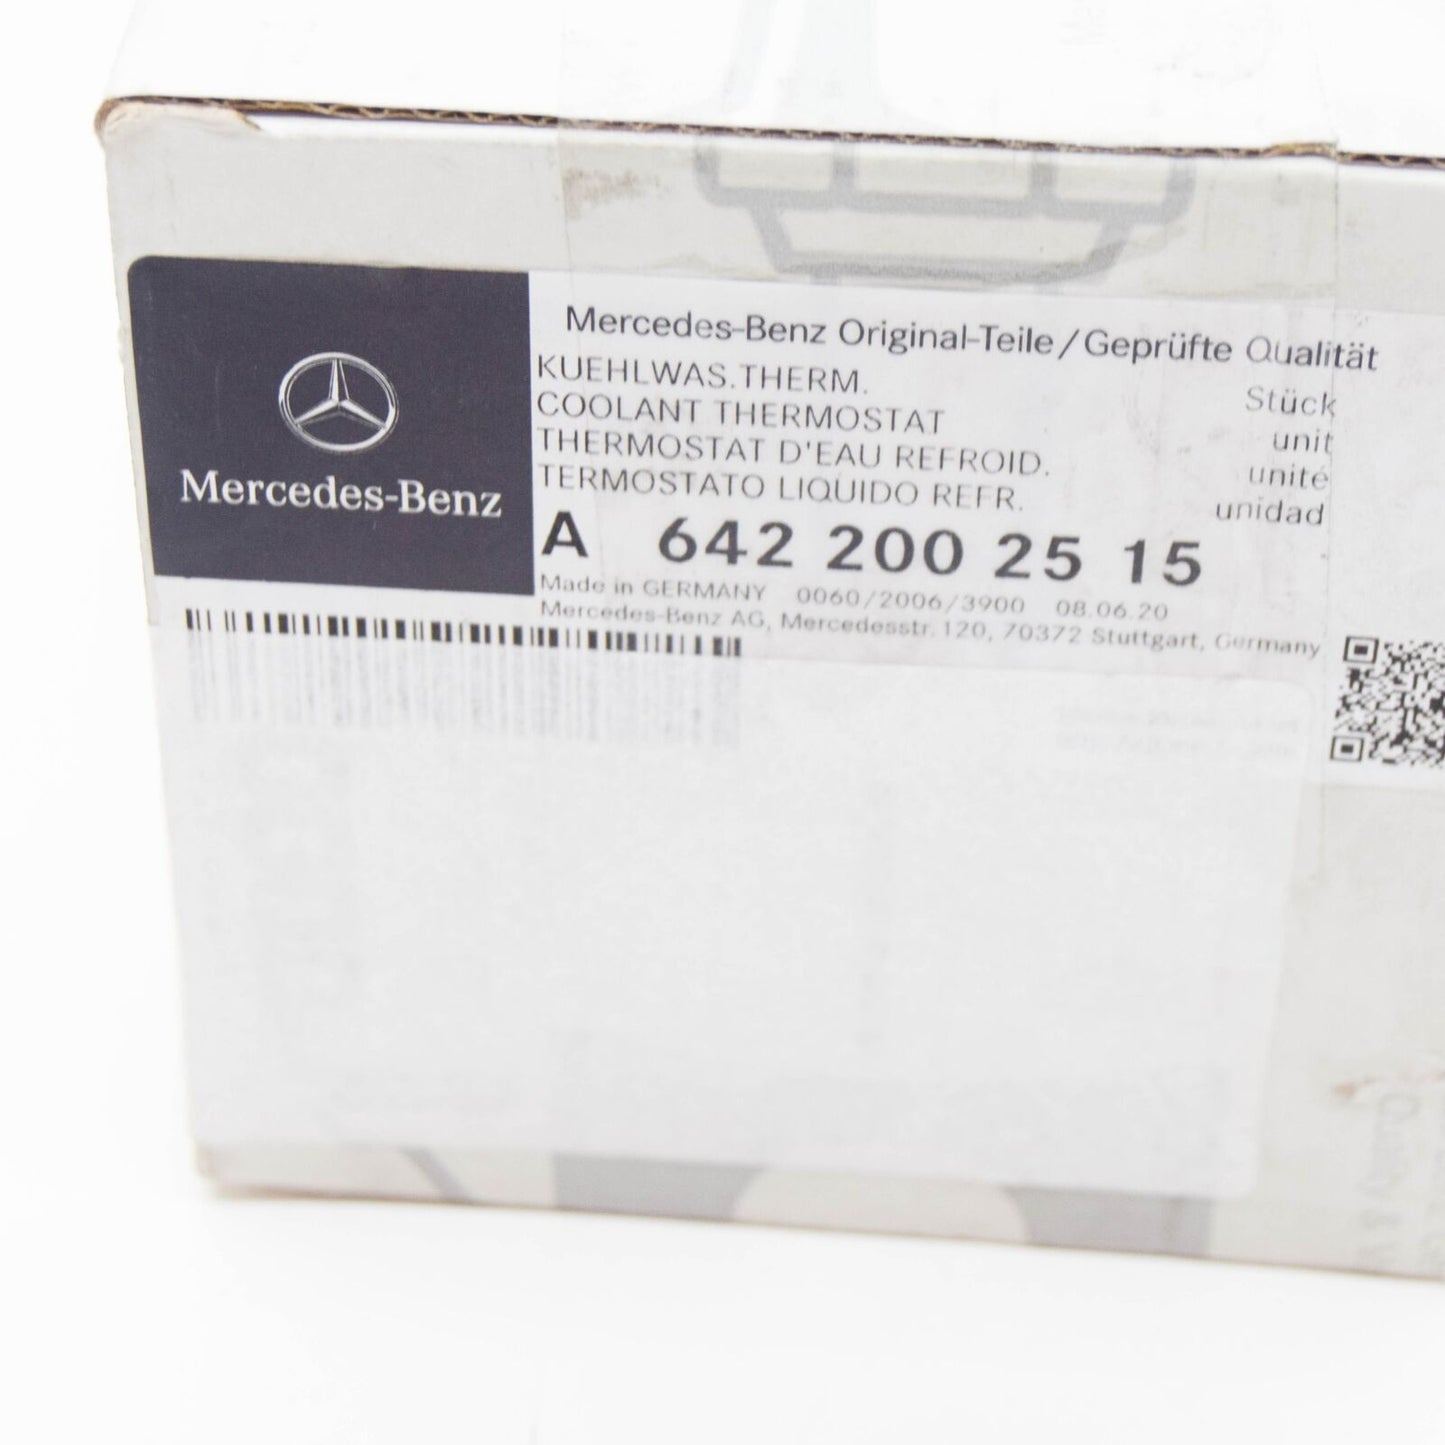 Mercedes-Benz
Mercedes-Benz Original-Teile/Geprüfte Qualität
KUEHLWAS.THERM. Stück
COOLANT THERMOSTAT unit
THERMOSTAT D'EAU REFROID. unité
TERMOSTATO LIQUIDO REFR. unidad
A 642 200 25 15
Made in GERMANY 0060/2006/3900 08.06.20
Mercedes-Benz AG, Mercedesstr.120, 70372 Stuttgart, Germany
Quality &